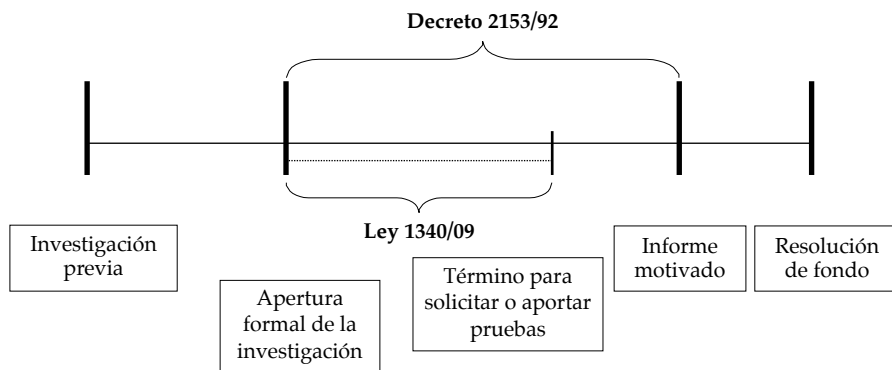 Decreto 2153/92
Ley 1340/09
Investigación
previa
Apertura
formal de la
investigación
Término para
solicitar o aportar
pruebas
Informe
motivado
Resolución
de fondo